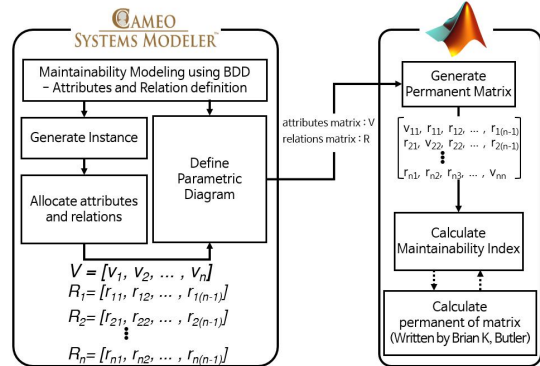 CAMEO
SYSTEMS MODELER™
Maintainability Modeling using BDD
– Attributes and Relation definition
Generate Instance
Allocate attributes
and relations
Define
Parametric
Diagram
V = [v1, v2, ... , vn]
R1= [r11, r12, ... , r1(n-1)]
R2= [r21, r22, ... , r2(n-1)]
Rn= [rn1, rn2, ... , rn(n-1)]
attributes matrix : V
relations matrix : R
Generate
Permanent Matrix
v11, r11, r12, ... , r1(n-1)
r21, v22, r22, ... , r2(n-1)
rn1, rn2, rn3, ... , vnn
Calculate
Maintainability Index
Calculate
permanent of matrix
(Written by Brian K, Butler)